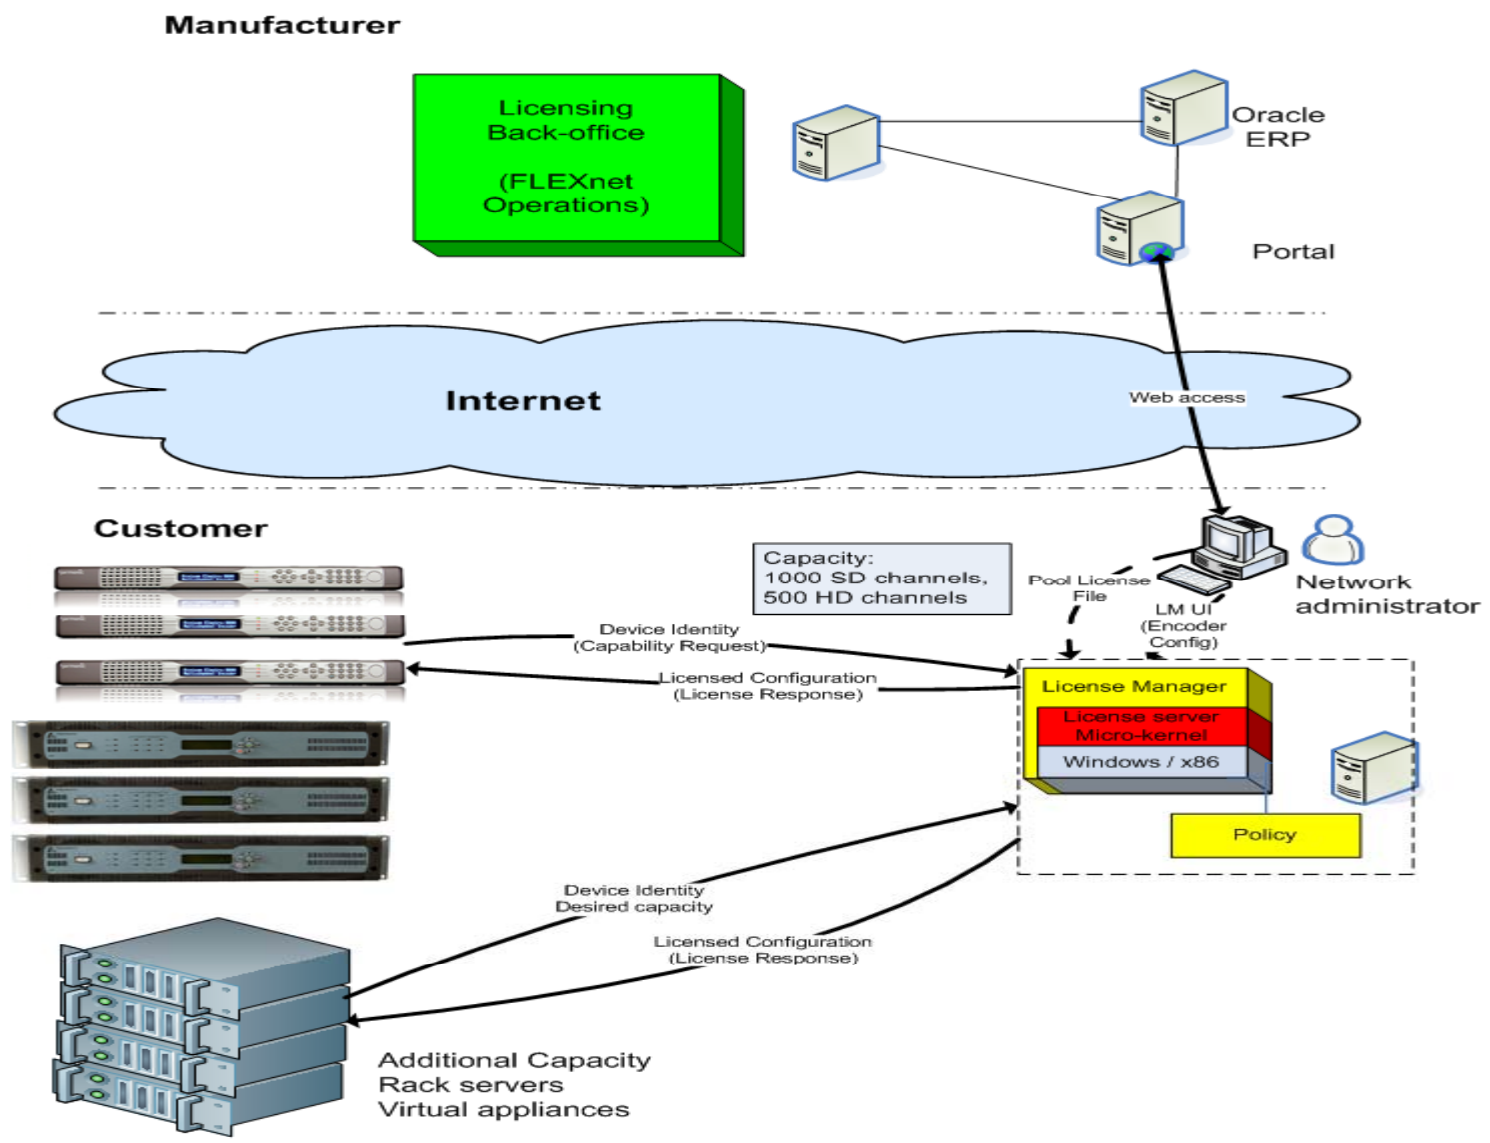 Manufacturer
Licensing
Back-office
(FLEXnet
Operations)
Oracle
ERP
Portal
Internet
Web access
Customer
Capacity:
1000 SD channels,
500 HD channels
Pool License
File
LM UI
(Encoder
Config)
Network
administrator
Device Identity
(Capability Request)
Licensed Configuration
(License Response)
License Manager
License server
Micro-kernel
Windows / x86
Policy
Device Identity
Desired capacity
Licensed Configuration
(License Response)
Additional Capacity
Rack servers
Virtual appliances